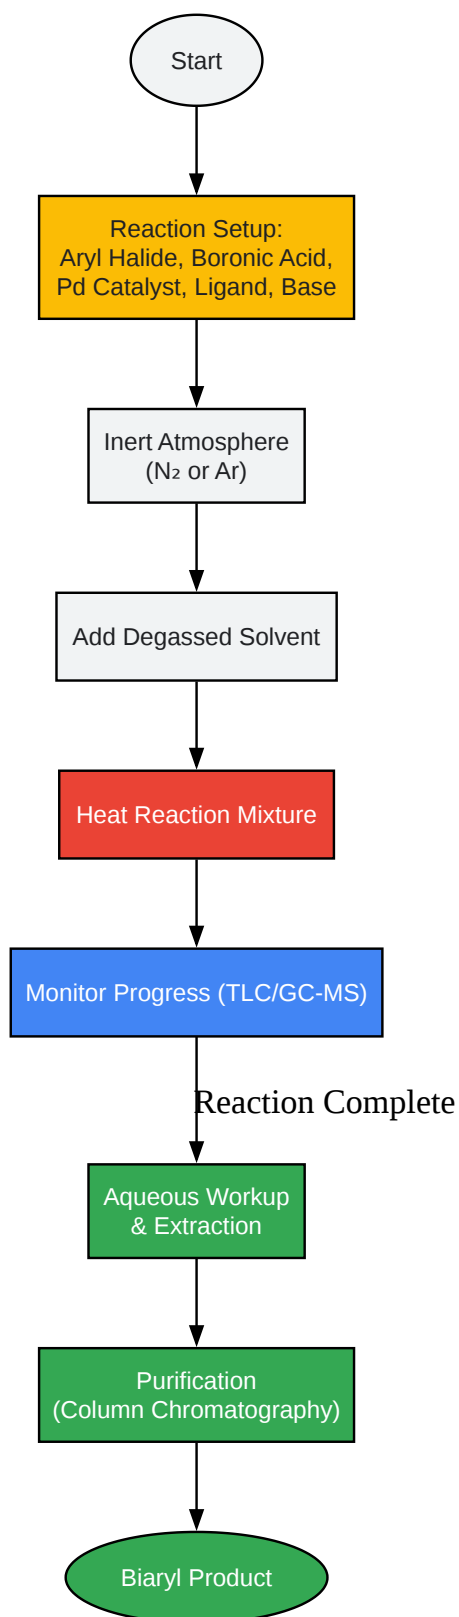 Start
Reaction Setup:
Aryl Halide, Boronic Acid,
Pd Catalyst, Ligand, Base
Inert Atmosphere
(N₂ or Ar)
Add Degassed Solvent
Heat Reaction Mixture
Monitor Progress (TLC/GC-MS)
Reaction Complete
Aqueous Workup
& Extraction
Purification
(Column Chromatography)
Biaryl Product